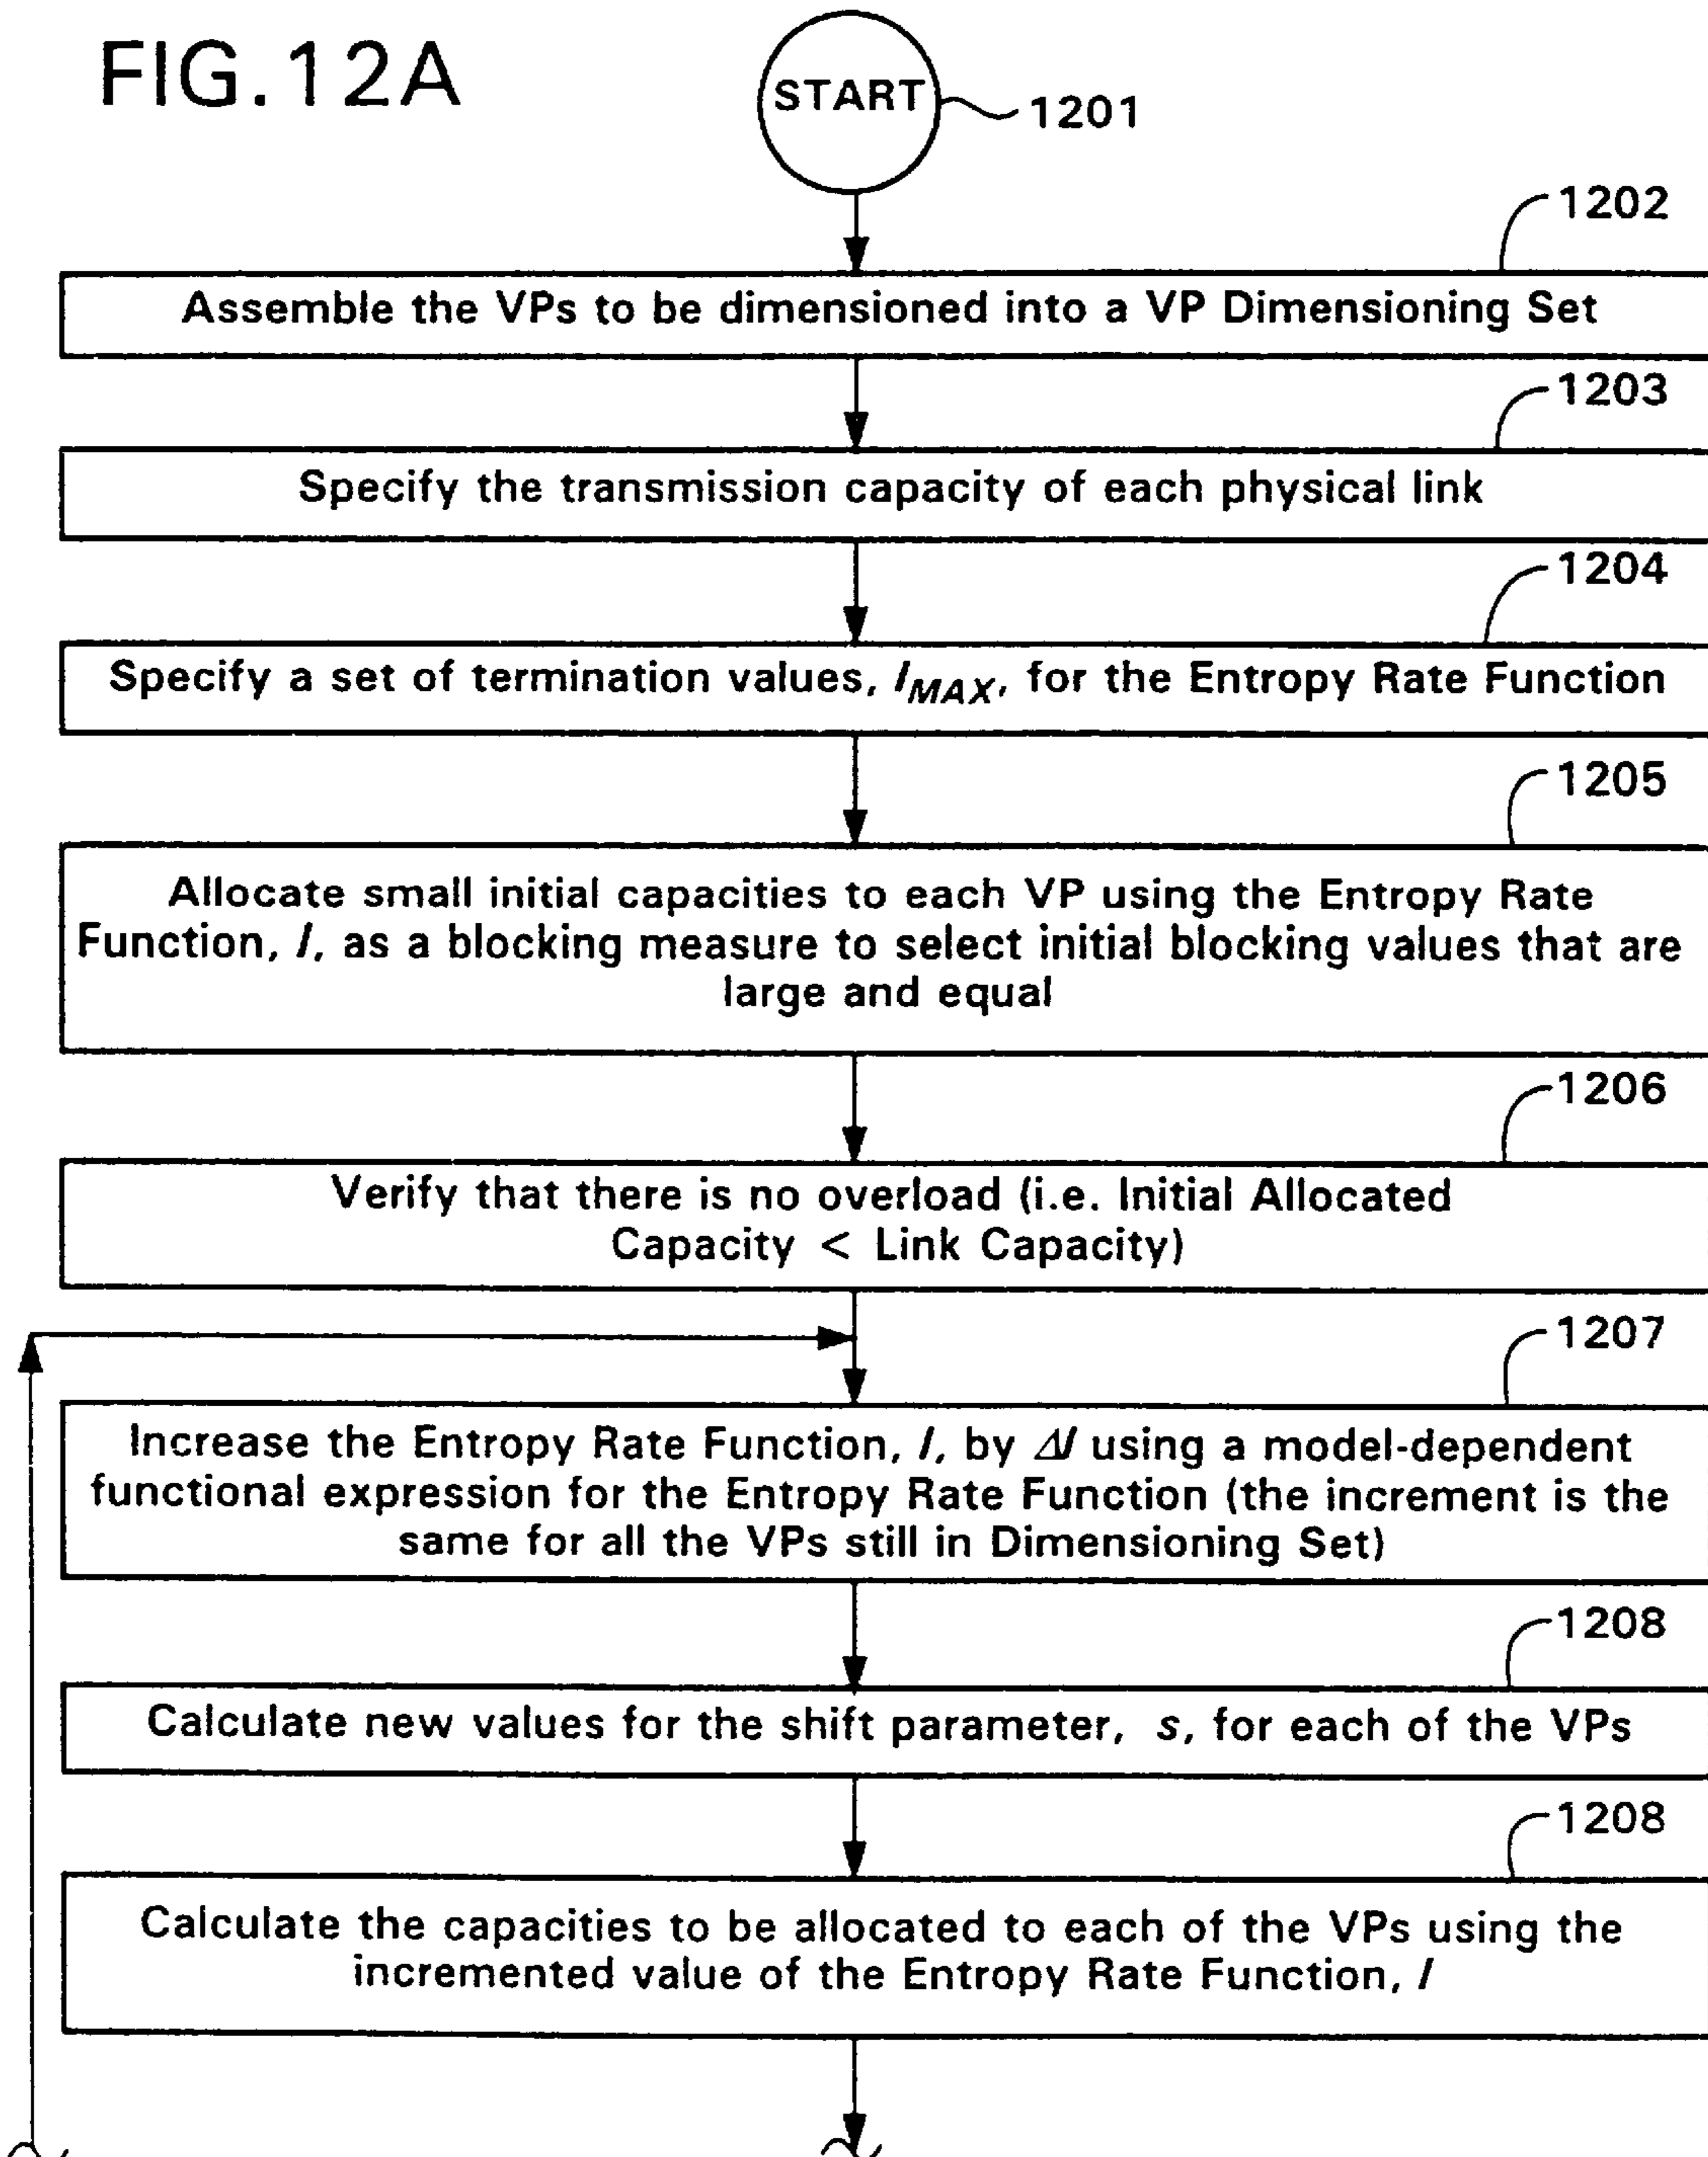 FIG.12A
START
1201
1202
Assemble the VPs to be dimensioned into a VP Dimensioning Set
1203
Specify the transmission capacity of each physical link
1204
Specify a set of termination values, I_MAX, for the Entropy Rate Function
1205
Allocate small initial capacities to each VP using the Entropy Rate
Function, I, as a blocking measure to select initial blocking values that are
large and equal
1206
Verify that there is no overload (i.e. Initial Allocated
Capacity < Link Capacity)
1207
Increase the Entropy Rate Function, I, by ΔI using a model-dependent
functional expression for the Entropy Rate Function (the increment is the
same for all the VPs still in Dimensioning Set)
1208
Calculate new values for the shift parameter, s, for each of the VPs
1208
Calculate the capacities to be allocated to each of the VPs using the
incremented value of the Entropy Rate Function, I